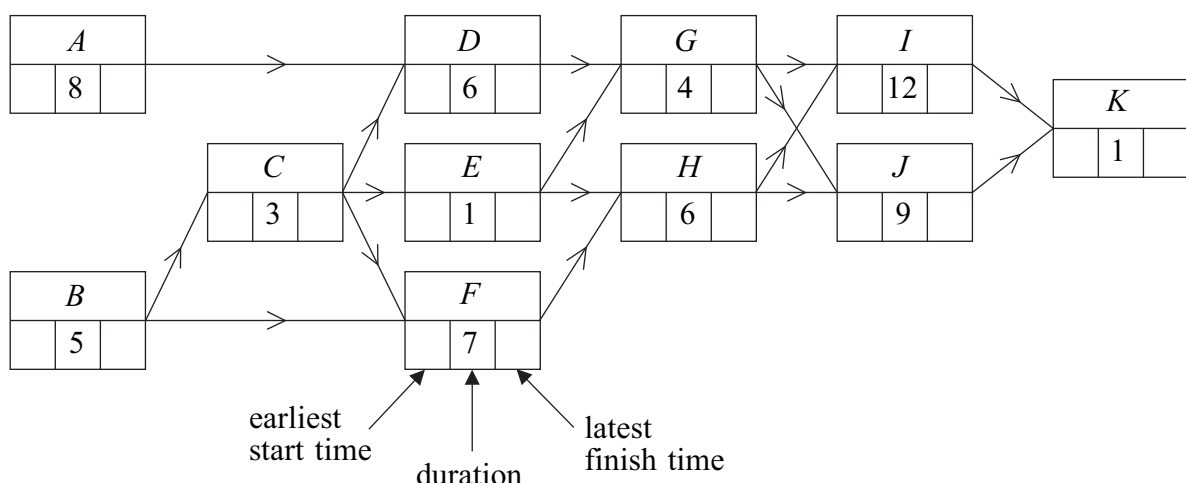 A
D
G
I
8
6
4
12
K
C
E
H
J
1
3
1
6
9
B
F
5
7
earliest
start time
latest
finish time
duration